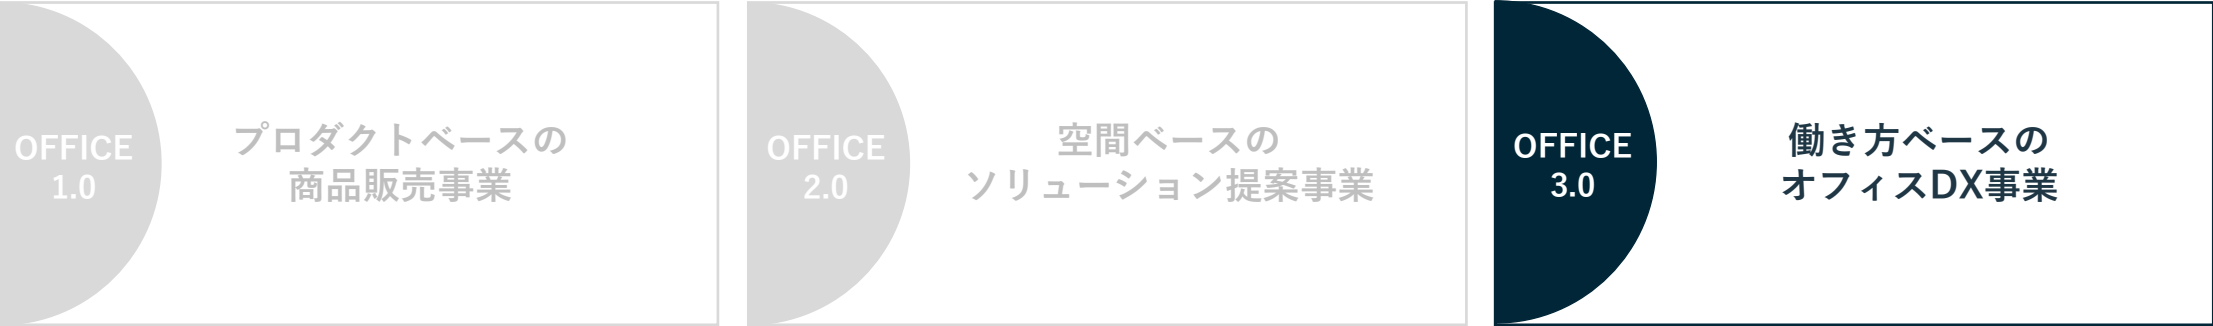 OFFICE
1.0
プロダクトベースの
商品販売事業
OFFICE
2.0
空間ベースの
ソリューション提案事業
OFFICE
3.0
働き方ベースの
オフィスDX事業